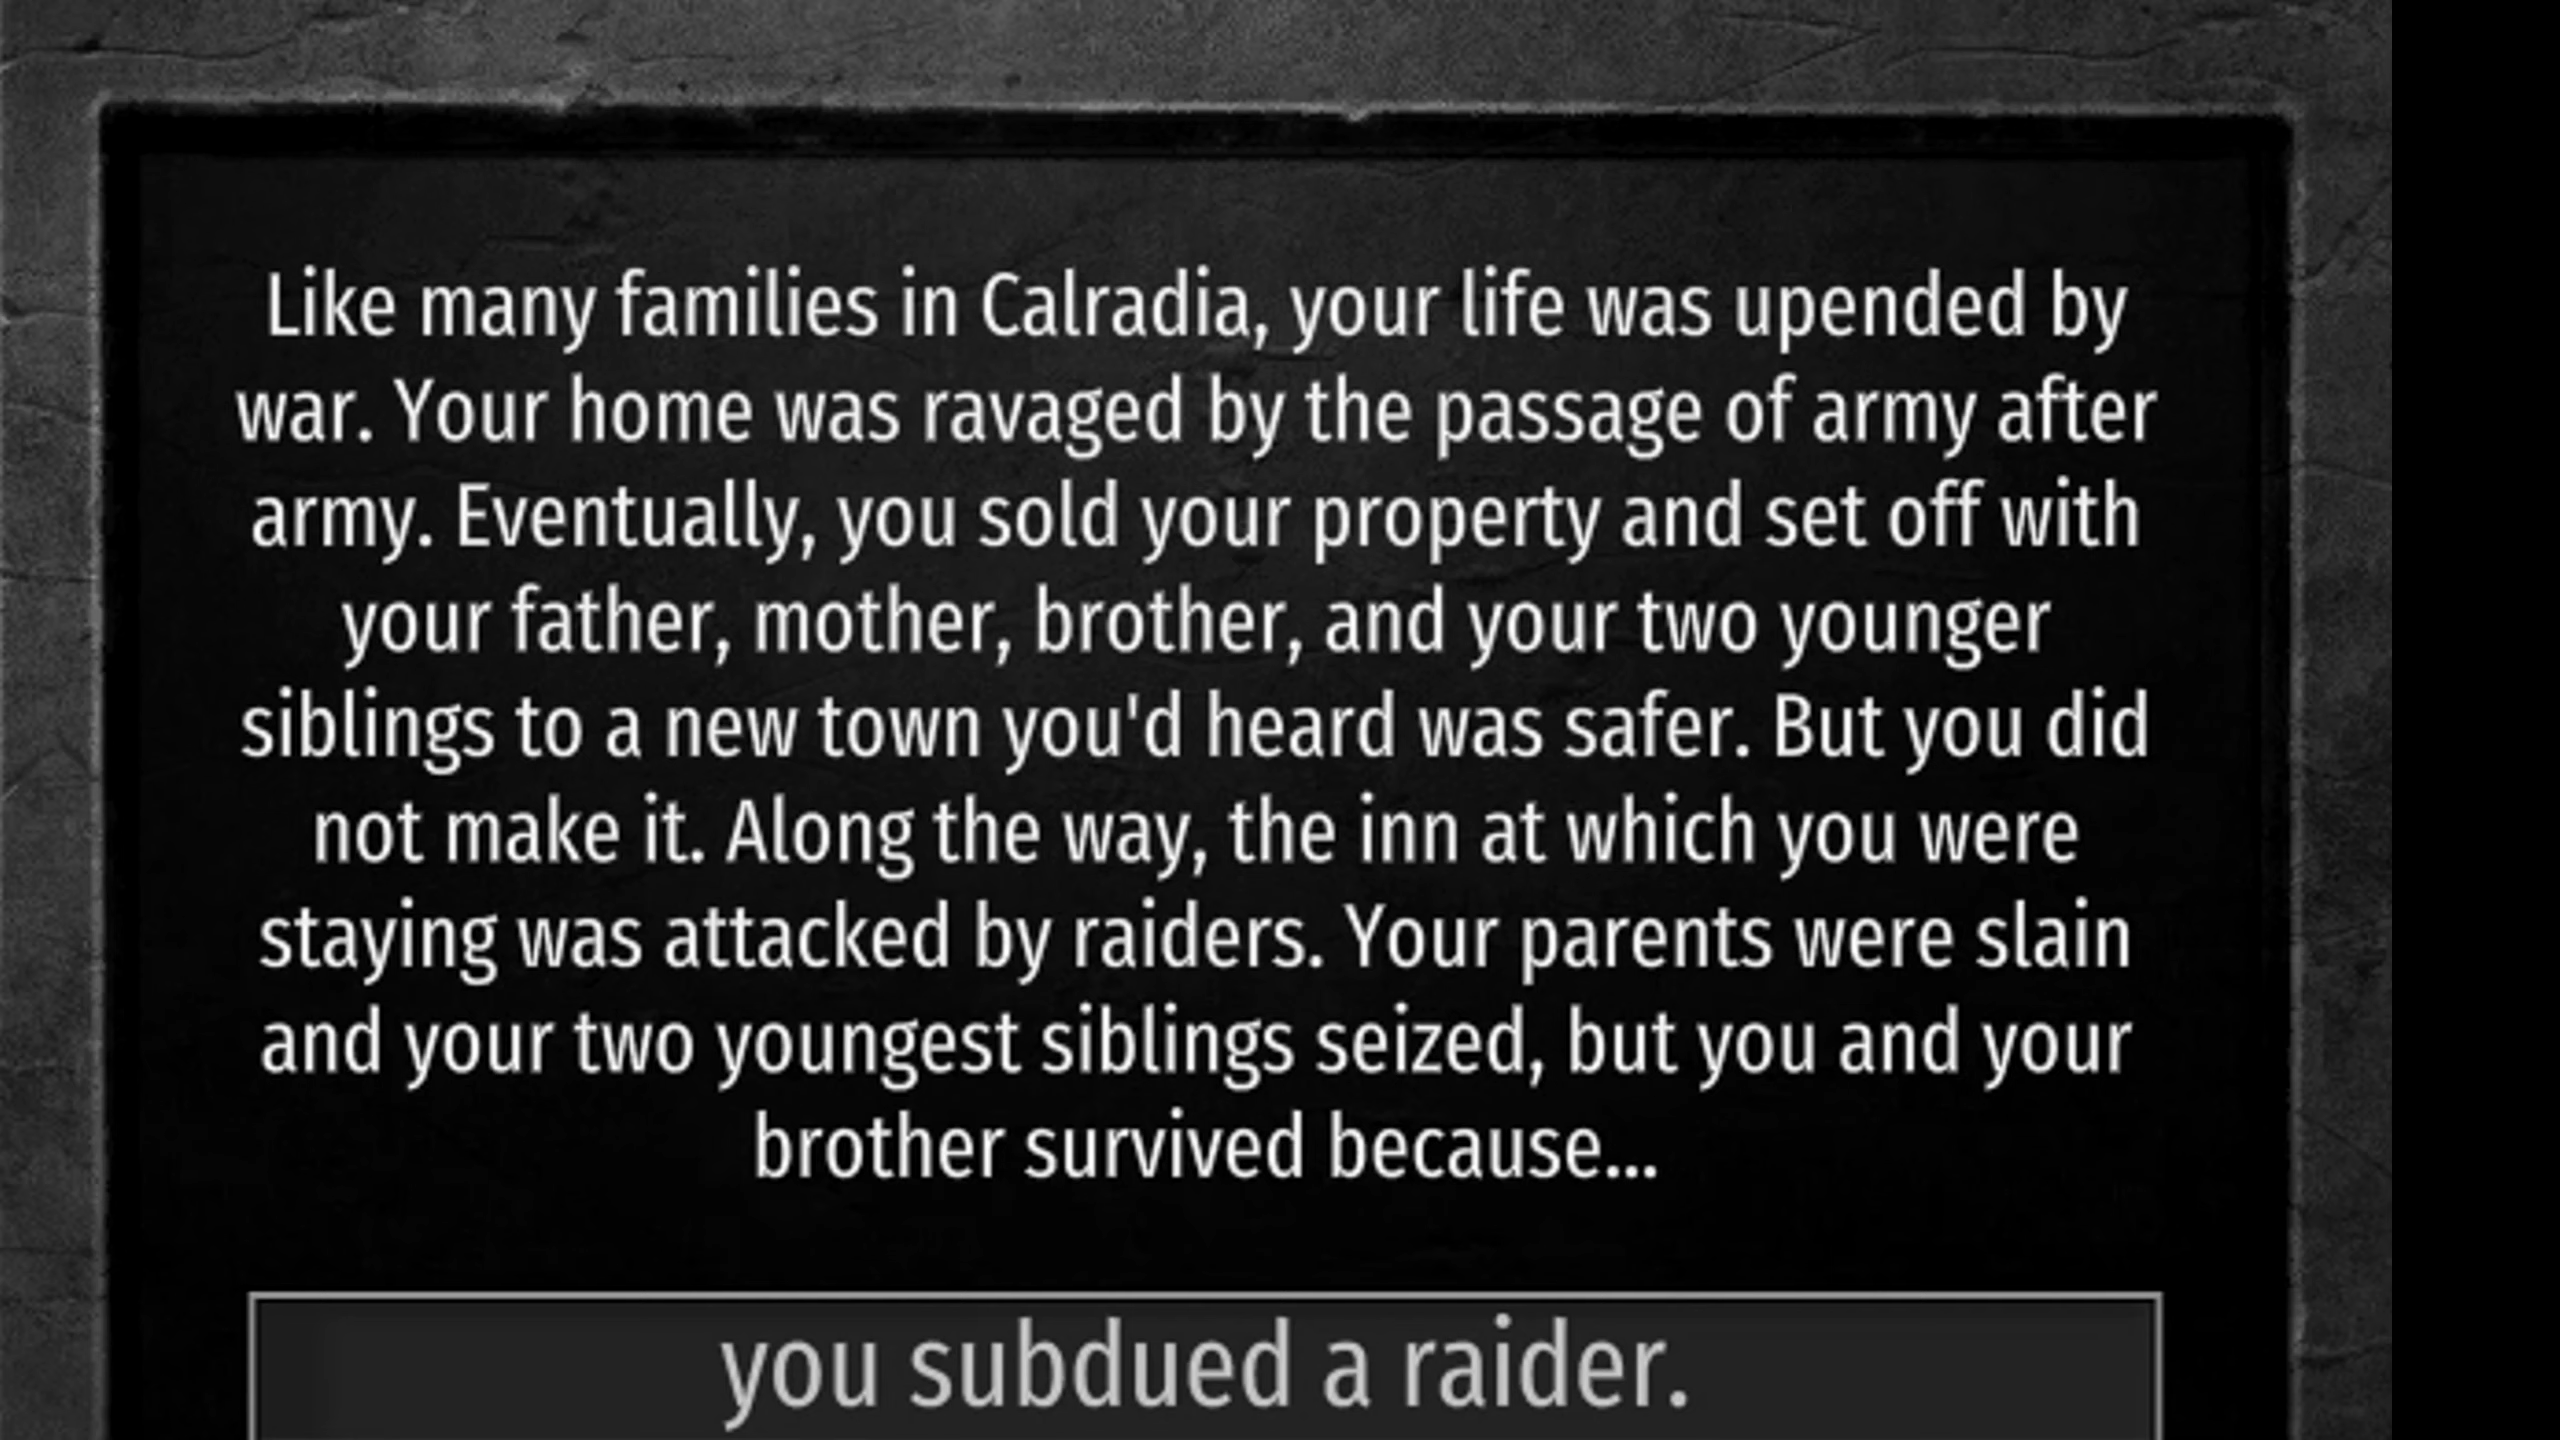 Like many families in Calradia, your life was upended by
war. Your home was ravaged by the passage of army after
army. Eventually, you sold your property and set off with
your father, mother, brother, and your two younger
siblings to a new town you'd heard was safer. But you did
not make it. Along the way, the inn at which you were
staying was attacked by raiders. Your parents were slain
and your two youngest siblings seized, but you and your
brother survived because...
you subdued a raider.